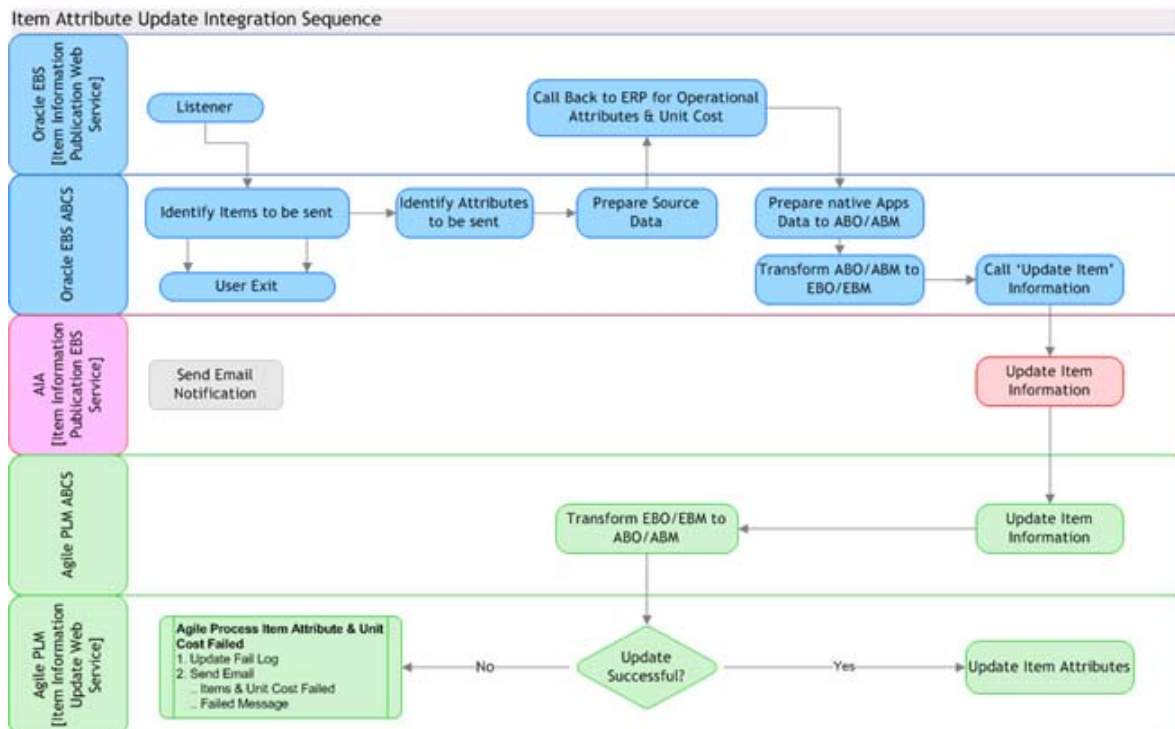 Item Attribute Update Integration Sequence
Oracle EBS
[Item Information
Publication Web
Service]
Listener
Call Back to ERP for Operational
Attributes & Unit Cost
Oracle EBS ABCS
Identify Items to be sent
Identify Attributes
to be sent
Prepare Source
Data
Prepare native Apps
Data to ABO/ABM
User Exit
Transform ABO/ABM to
EBO/EBM
Call ‘Update Item’
Information
AIA
[Item Information
Publication EBS
Service]
Send Email
Notification
Update Item
Information
Agile PLM ABCS
Transform EBO/EBM to
ABO/ABM
Update Item
Information
Agile PLM
[Item Information
Update Web
Service]
Agile Process Item Attribute & Unit
Cost Failed
1. Update Fail Log
2. Send Email
.. Items & Unit Cost Failed
.. Failed Message
No
Update
Successful?
Yes
Update Item Attributes